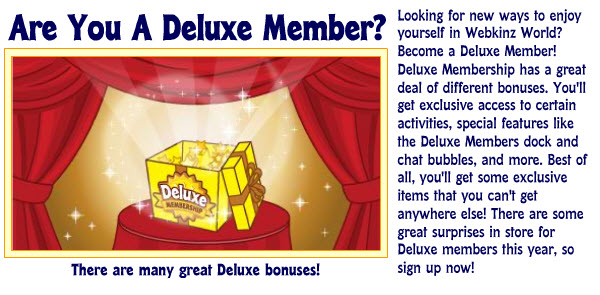 Are You A Deluxe Member?
Deluxe
MEMBERSHIP
There are many great Deluxe bonuses!
Looking for new ways to enjoy
yourself in Webkinz World?
Become a Deluxe Member!
Deluxe Membership has a great
deal of different bonuses. You'll
get exclusive access to certain
activities, special features like
the Deluxe Members dock and
chat bubbles, and more. Best of
all, you'll get some exclusive
items that you can't get
anywhere else! There are some
great surprises in store for
Deluxe members this year, so
sign up now!